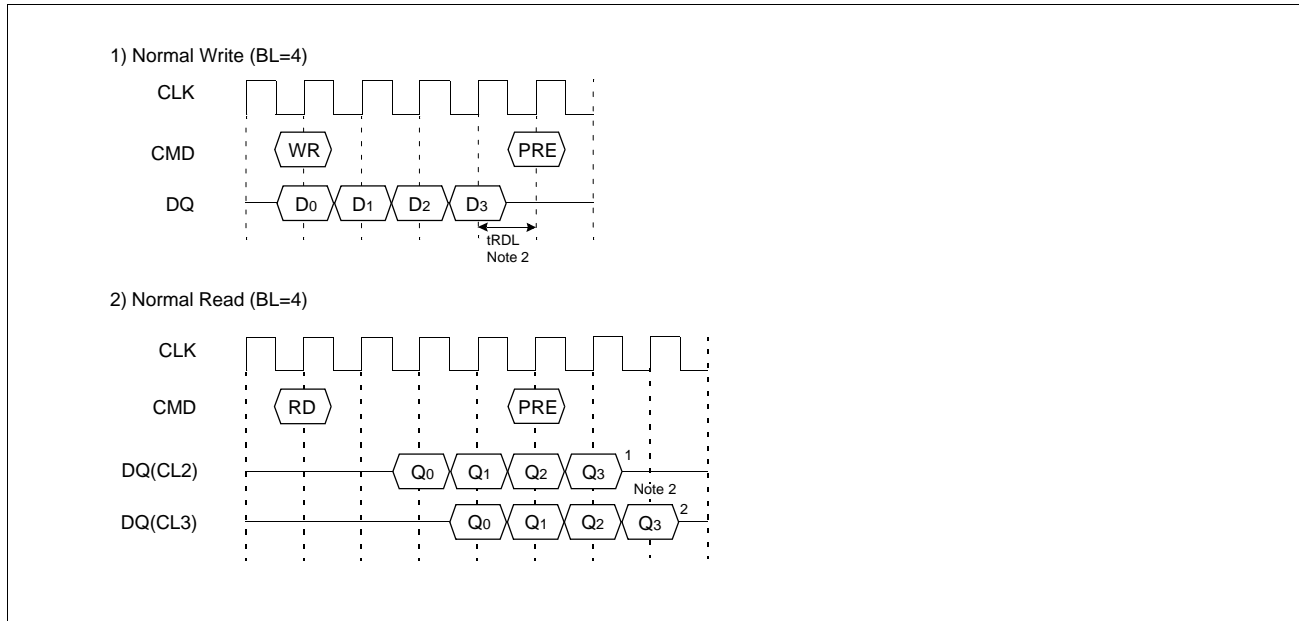 1) Normal Write (BL=4)
CLK
CMD WR PRE
DQ D0 D1 D2 D3
tRDL
Note 2
2) Normal Read (BL=4)
CLK
CMD RD PRE
DQ(CL2) Q0 Q1 Q2 Q3 1
Note 2
DQ(CL3) Q0 Q1 Q2 Q3 2